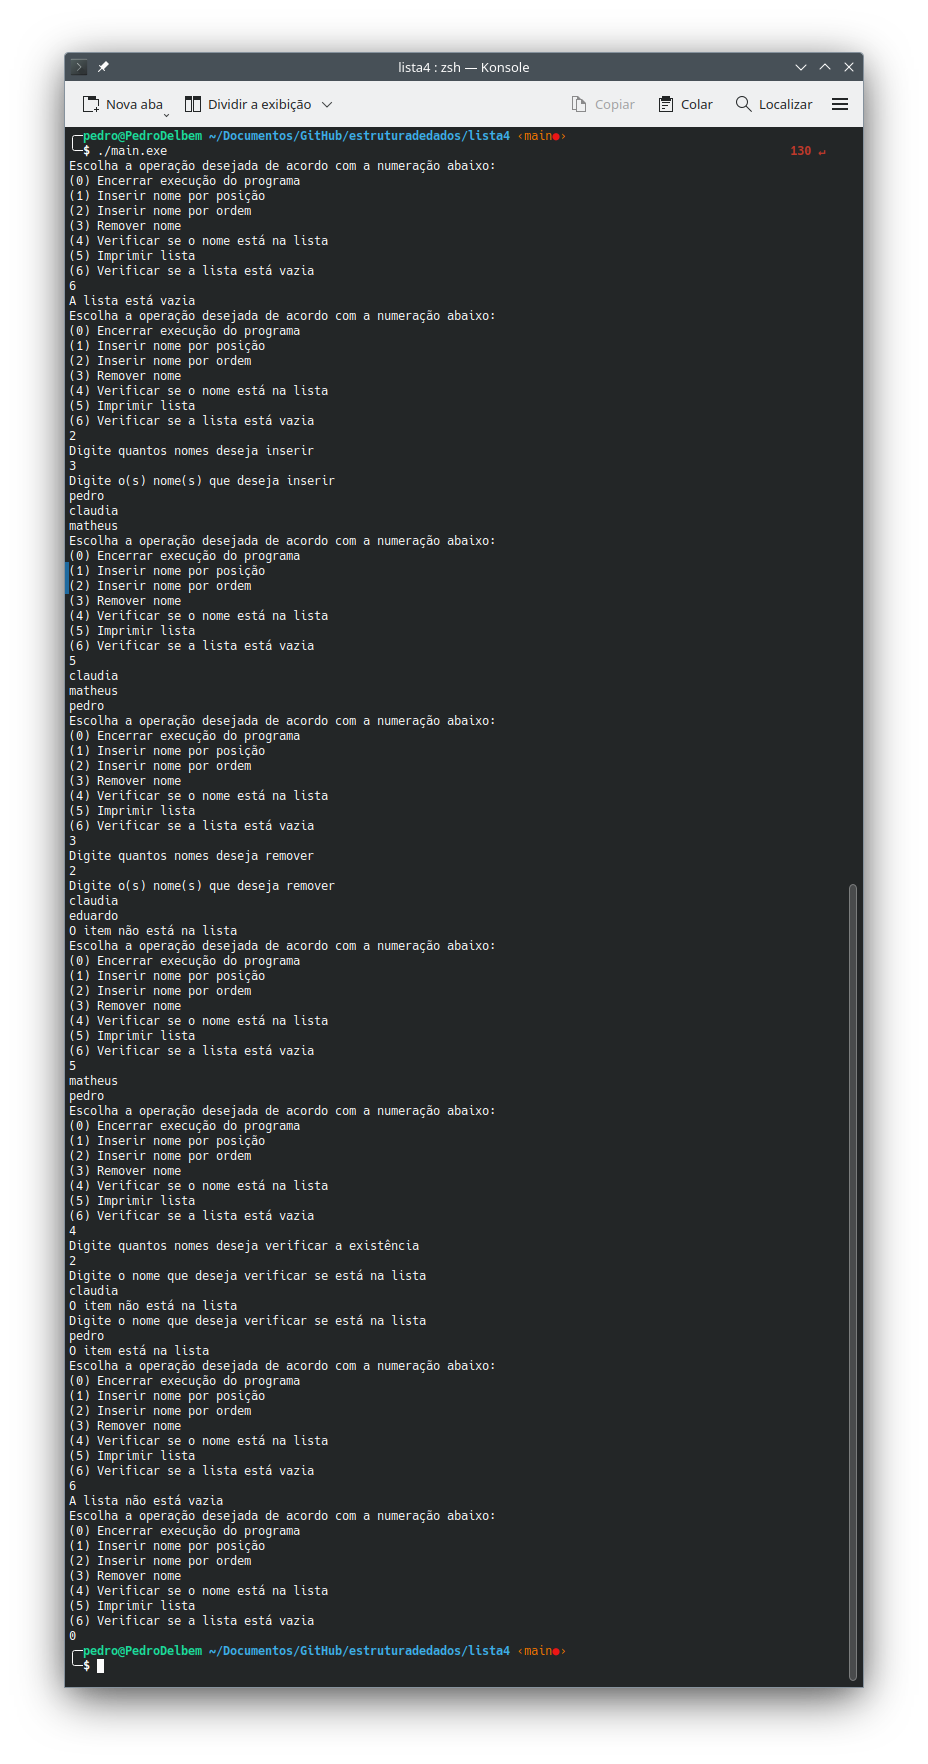 lista4 : zsh — Konsole
Nova aba Dividir a exibição Copiar Colar Localizar
pedro@PedroDelbem ~/Documentos/GitHub/estruturadedados/lista4 ‹main●›
$ ./main.exe 130 ↵
Escolha a operação desejada de acordo com a numeração abaixo:
(0) Encerrar execução do programa
(1) Inserir nome por posição
(2) Inserir nome por ordem
(3) Remover nome
(4) Verificar se o nome está na lista
(5) Imprimir lista
(6) Verificar se a lista está vazia
6
A lista está vazia
Escolha a operação desejada de acordo com a numeração abaixo:
(0) Encerrar execução do programa
(1) Inserir nome por posição
(2) Inserir nome por ordem
(3) Remover nome
(4) Verificar se o nome está na lista
(5) Imprimir lista
(6) Verificar se a lista está vazia
2
Digite quantos nomes deseja inserir
3
Digite o(s) nome(s) que deseja inserir
pedro
claudia
matheus
Escolha a operação desejada de acordo com a numeração abaixo:
(0) Encerrar execução do programa
(1) Inserir nome por posição
(2) Inserir nome por ordem
(3) Remover nome
(4) Verificar se o nome está na lista
(5) Imprimir lista
(6) Verificar se a lista está vazia
5
claudia
matheus
pedro
Escolha a operação desejada de acordo com a numeração abaixo:
(0) Encerrar execução do programa
(1) Inserir nome por posição
(2) Inserir nome por ordem
(3) Remover nome
(4) Verificar se o nome está na lista
(5) Imprimir lista
(6) Verificar se a lista está vazia
3
Digite quantos nomes deseja remover
2
Digite o(s) nome(s) que deseja remover
claudia
eduardo
O item não está na lista
Escolha a operação desejada de acordo com a numeração abaixo:
(0) Encerrar execução do programa
(1) Inserir nome por posição
(2) Inserir nome por ordem
(3) Remover nome
(4) Verificar se o nome está na lista
(5) Imprimir lista
(6) Verificar se a lista está vazia
5
matheus
pedro
Escolha a operação desejada de acordo com a numeração abaixo:
(0) Encerrar execução do programa
(1) Inserir nome por posição
(2) Inserir nome por ordem
(3) Remover nome
(4) Verificar se o nome está na lista
(5) Imprimir lista
(6) Verificar se a lista está vazia
4
Digite quantos nomes deseja verificar a existência
2
Digite o nome que deseja verificar se está na lista
claudia
O item não está na lista
Digite o nome que deseja verificar se está na lista
pedro
O item está na lista
Escolha a operação desejada de acordo com a numeração abaixo:
(0) Encerrar execução do programa
(1) Inserir nome por posição
(2) Inserir nome por ordem
(3) Remover nome
(4) Verificar se o nome está na lista
(5) Imprimir lista
(6) Verificar se a lista está vazia
6
A lista não está vazia
Escolha a operação desejada de acordo com a numeração abaixo:
(0) Encerrar execução do programa
(1) Inserir nome por posição
(2) Inserir nome por ordem
(3) Remover nome
(4) Verificar se o nome está na lista
(5) Imprimir lista
(6) Verificar se a lista está vazia
0
pedro@PedroDelbem ~/Documentos/GitHub/estruturadedados/lista4 ‹main●›
$